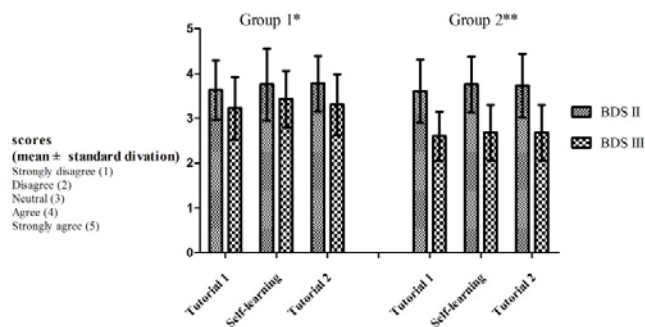 Group 1*
Group 2**
5
4
3
2
1
0
scores
(mean ± standard divation)
Strongly disagree (1)
Disagree (2)
Neutral (3)
Agree (4)
Strongly agree (5)
Tutorial 1
Self-learning
Tutorial 2
Tutorial 1
Self-learning
Tutorial 2
BDS II
BDS III